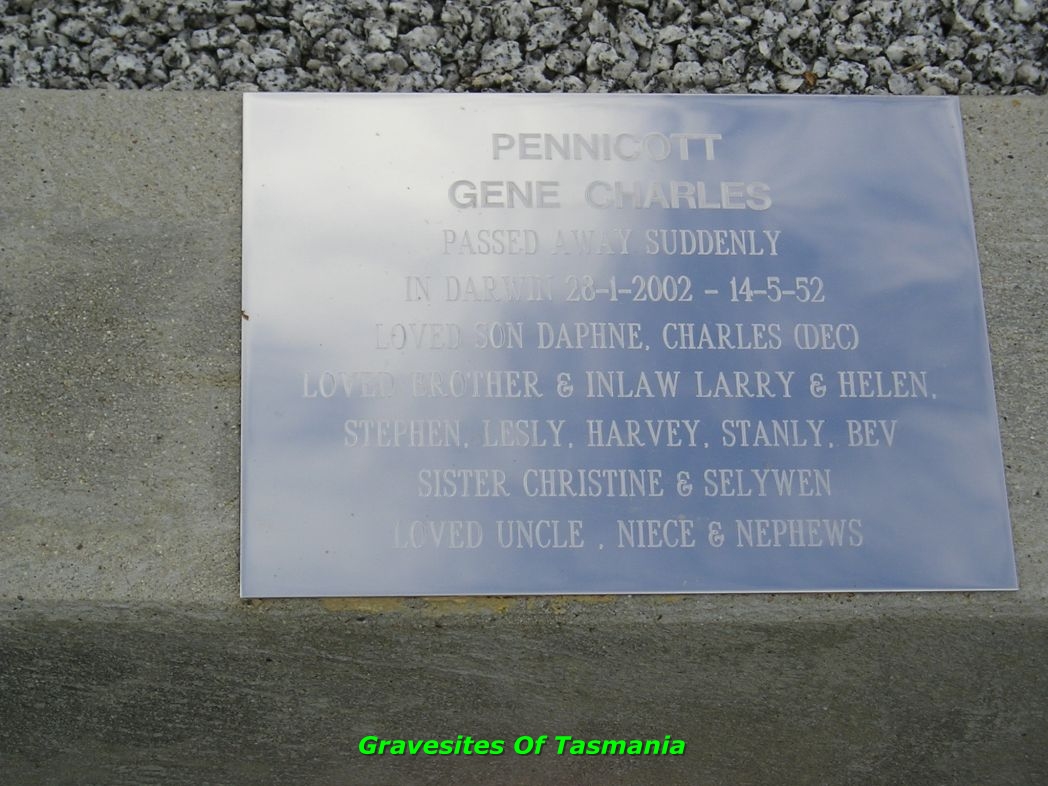 PENNICOTT
GENE CHARLES
PASSED AWAY SUDDENLY
IN DARWIN 28-1-2002 - 14-5-52
LOVED SON DAPHNE, CHARLES (DEC)
LOVED BROTHER & INLAW LARRY & HELEN,
STEPHEN, LESLY, HARVEY, STANLY, BEV
SISTER CHRISTINE & SELYWEN
LOVED UNCLE , NIECE & NEPHEWS
Gravesites Of Tasmania